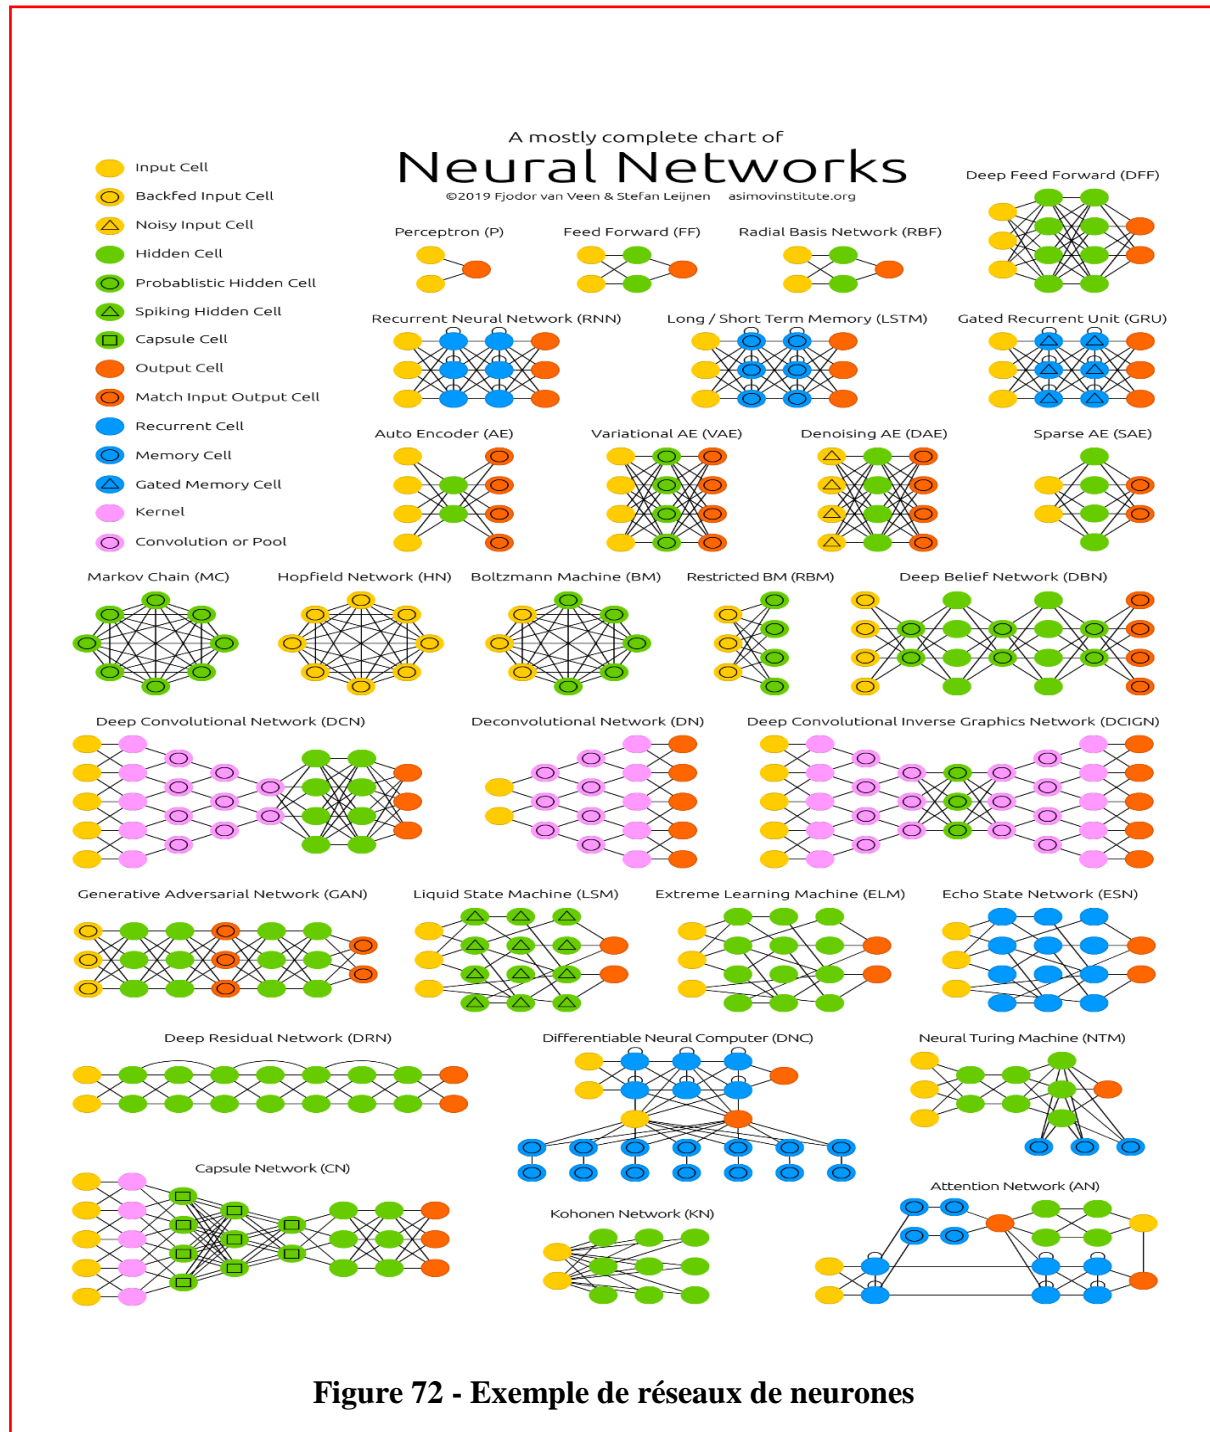 A mostly complete chart of
Neural Networks
©2019 Fjodor van Veen & Stefan Leijnen asimovinstitute.org
Input Cell
Backfed Input Cell
Noisy Input Cell
Hidden Cell
Probablistic Hidden Cell
Spiking Hidden Cell
Capsule Cell
Output Cell
Match Input Output Cell
Recurrent Cell
Memory Cell
Gated Memory Cell
Kernel
Convolution or Pool
Deep Feed Forward (DFF)
Perceptron (P)
Feed Forward (FF)
Radial Basis Network (RBF)
Recurrent Neural Network (RNN)
Long / Short Term Memory (LSTM)
Gated Recurrent Unit (GRU)
Auto Encoder (AE)
Variational AE (VAE)
Denoising AE (DAE)
Sparse AE (SAE)
Markov Chain (MC)
Hopfield Network (HN)
Boltzmann Machine (BM)
Restricted BM (RBM)
Deep Belief Network (DBN)
Deep Convolutional Network (DCN)
Deconvolutional Network (DN)
Deep Convolutional Inverse Graphics Network (DCIGN)
Generative Adversarial Network (GAN)
Liquid State Machine (LSM)
Extreme Learning Machine (ELM)
Echo State Network (ESN)
Deep Residual Network (DRN)
Differentiable Neural Computer (DNC)
Neural Turing Machine (NTM)
Capsule Network (CN)
Kohonen Network (KN)
Attention Network (AN)
Figure 72 - Exemple de réseaux de neurones